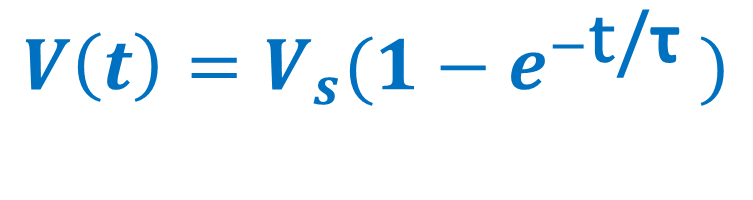 V(t) = Vₛ(1 − e^−t/τ)